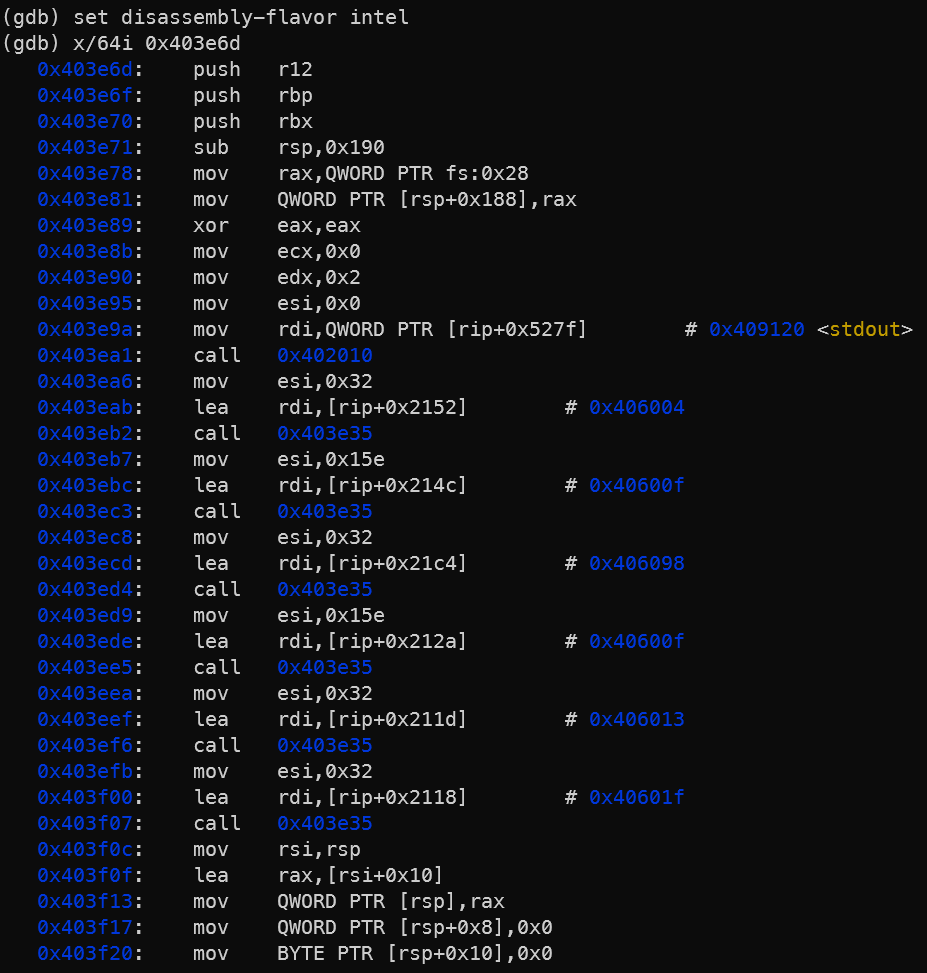 (gdb) set disassembly-flavor intel
(gdb) x/64i 0x403e6d
   0x403e6d:    push   r12
   0x403e6f:    push   rbp
   0x403e70:    push   rbx
   0x403e71:    sub    rsp,0x190
   0x403e78:    mov    rax,QWORD PTR fs:0x28
   0x403e81:    mov    QWORD PTR [rsp+0x188],rax
   0x403e89:    xor    eax,eax
   0x403e8b:    mov    ecx,0x0
   0x403e90:    mov    edx,0x2
   0x403e95:    mov    esi,0x0
   0x403e9a:    mov    rdi,QWORD PTR [rip+0x527f]        # 0x409120 <stdout>
   0x403ea1:    call   0x402010
   0x403ea6:    mov    esi,0x32
   0x403eab:    lea    rdi,[rip+0x2152]        # 0x406004
   0x403eb2:    call   0x403e35
   0x403eb7:    mov    esi,0x15e
   0x403ebc:    lea    rdi,[rip+0x214c]        # 0x40600f
   0x403ec3:    call   0x403e35
   0x403ec8:    mov    esi,0x32
   0x403ecd:    lea    rdi,[rip+0x21c4]        # 0x406098
   0x403ed4:    call   0x403e35
   0x403ed9:    mov    esi,0x15e
   0x403ede:    lea    rdi,[rip+0x212a]        # 0x40600f
   0x403ee5:    call   0x403e35
   0x403eea:    mov    esi,0x32
   0x403eef:    lea    rdi,[rip+0x211d]        # 0x406013
   0x403ef6:    call   0x403e35
   0x403efb:    mov    esi,0x32
   0x403f00:    lea    rdi,[rip+0x2118]        # 0x40601f
   0x403f07:    call   0x403e35
   0x403f0c:    mov    rsi,rsp
   0x403f0f:    lea    rax,[rsi+0x10]
   0x403f13:    mov    QWORD PTR [rsp],rax
   0x403f17:    mov    QWORD PTR [rsp+0x8],0x0
   0x403f20:    mov    BYTE PTR [rsp+0x10],0x0